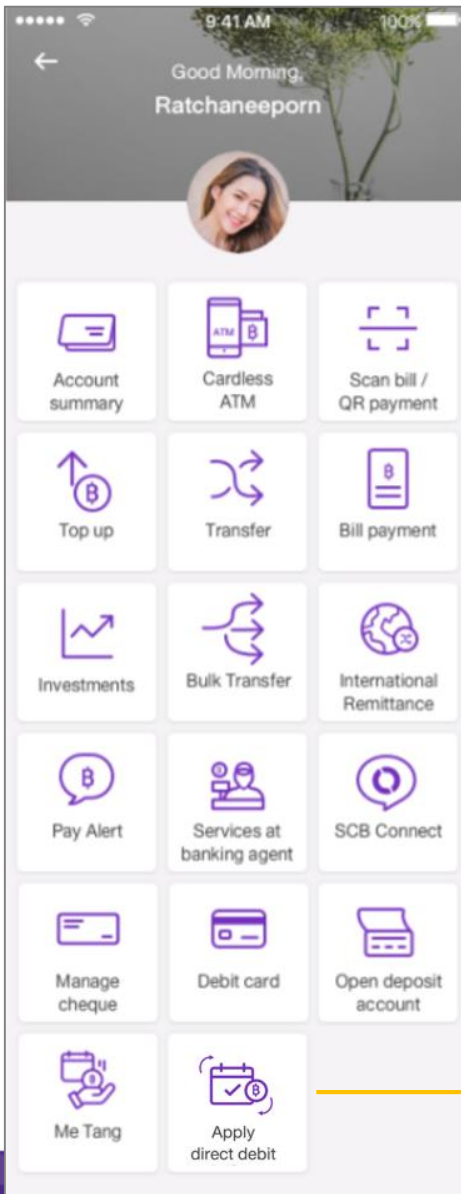 9:41 AM
100%
Good Morning,
Ratchaneeporn
ATM
฿
Account
summary
Cardless
ATM
Scan bill /
QR payment
฿
฿
Top up
Transfer
Bill payment
Investments
Bulk Transfer
International
Remittance
฿
Pay Alert
Services at
banking agent
SCB Connect
Manage
cheque
Debit card
Open deposit
account
฿
Me Tang
Apply
direct debit